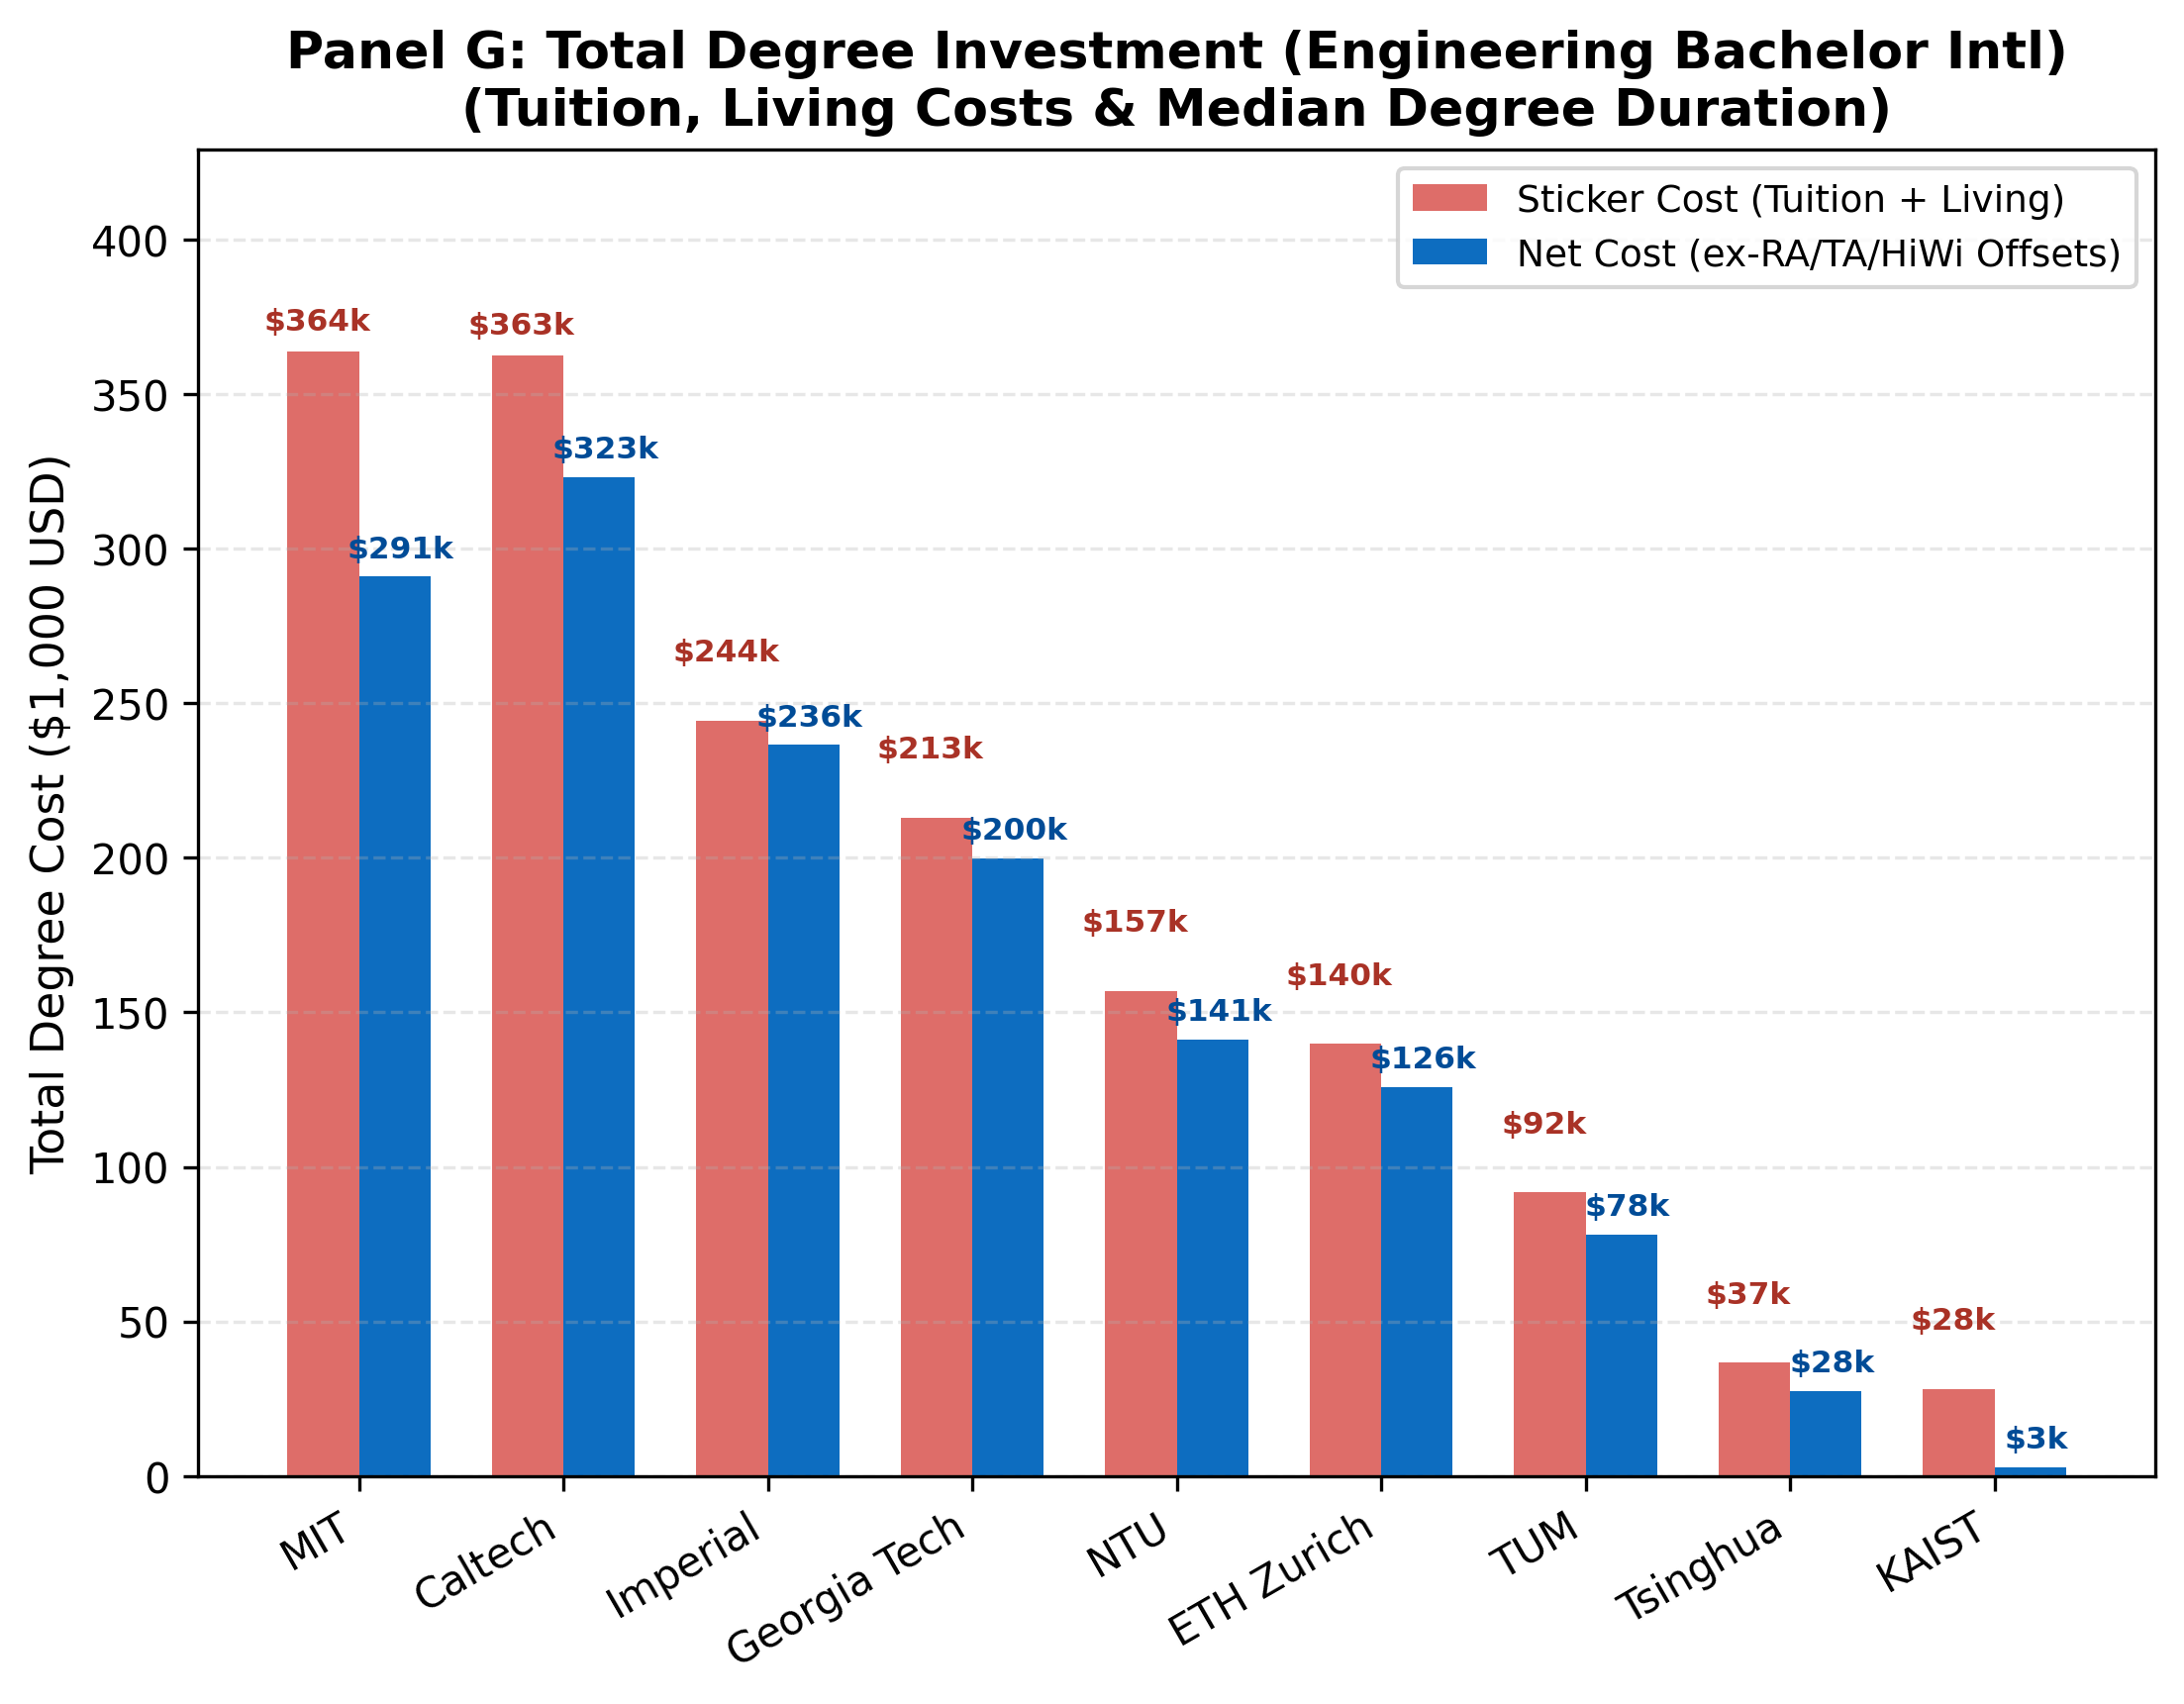 Panel G: Total Degree Investment (Engineering Bachelor Intl)
(Tuition, Living Costs & Median Degree Duration)
Sticker Cost (Tuition + Living)
Net Cost (ex-RA/TA/HiWi Offsets)
Total Degree Cost ($1,000 USD)
400
350
300
250
200
150
100
50
0
$364k
$291k
$363k
$323k
$244k
$236k
$213k
$200k
$157k
$141k
$140k
$126k
$92k
$78k
$37k
$28k
$28k
$3k
MIT
Caltech
Imperial
Georgia Tech
NTU
ETH Zurich
TUM
Tsinghua
KAIST